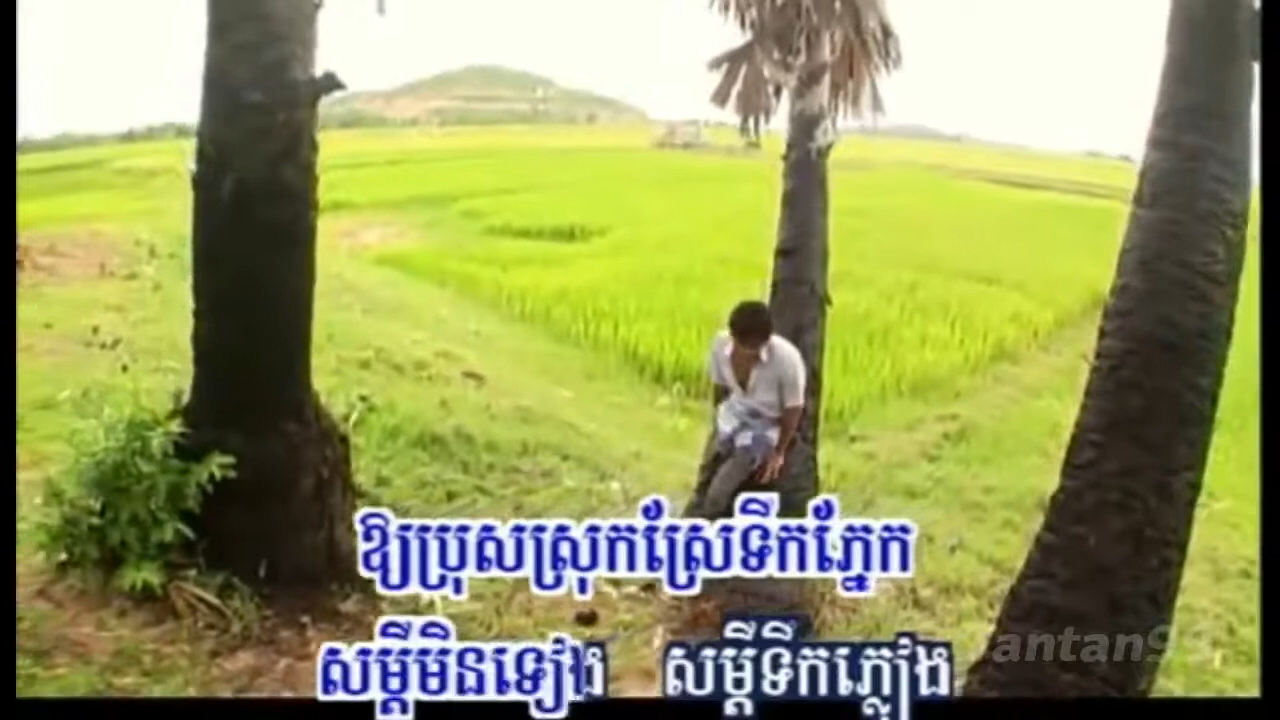 ឱ្យប្រុសស្រុកស្រែទឹកភ្នែក
សម្ដីមិនទៀង សម្ដីទឹកភ្លៀង
antan9